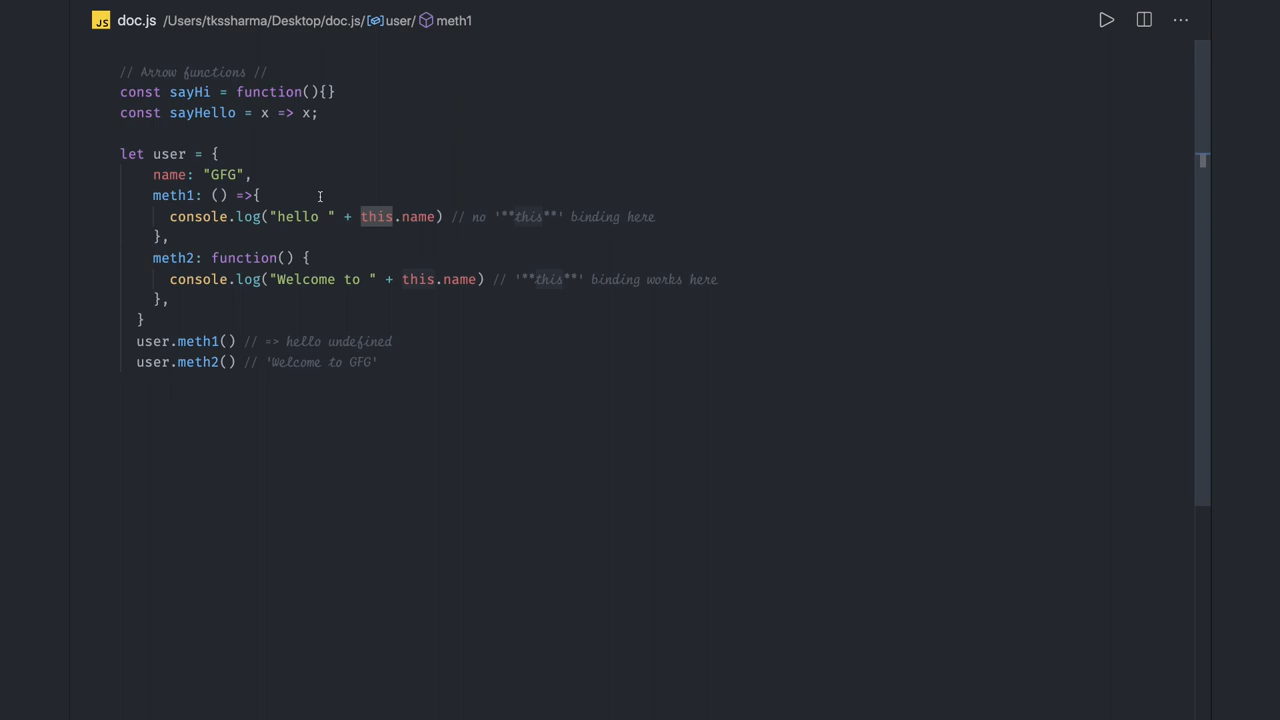 JS doc.js /Users/tkssharma/Desktop/doc.js/user/ meth1
// Arrow functions //
const sayHi = function(){}
const sayHello = x => x;
let user = {
name: "GFG",
meth1: () =>{
console.log("hello " + this.name) // no '**this**' binding here
},
meth2: function() {
console.log("Welcome to " + this.name) // '**this**' binding works here
},
}
user.meth1() // => hello undefined
user.meth2() // 'Welcome to GFG'